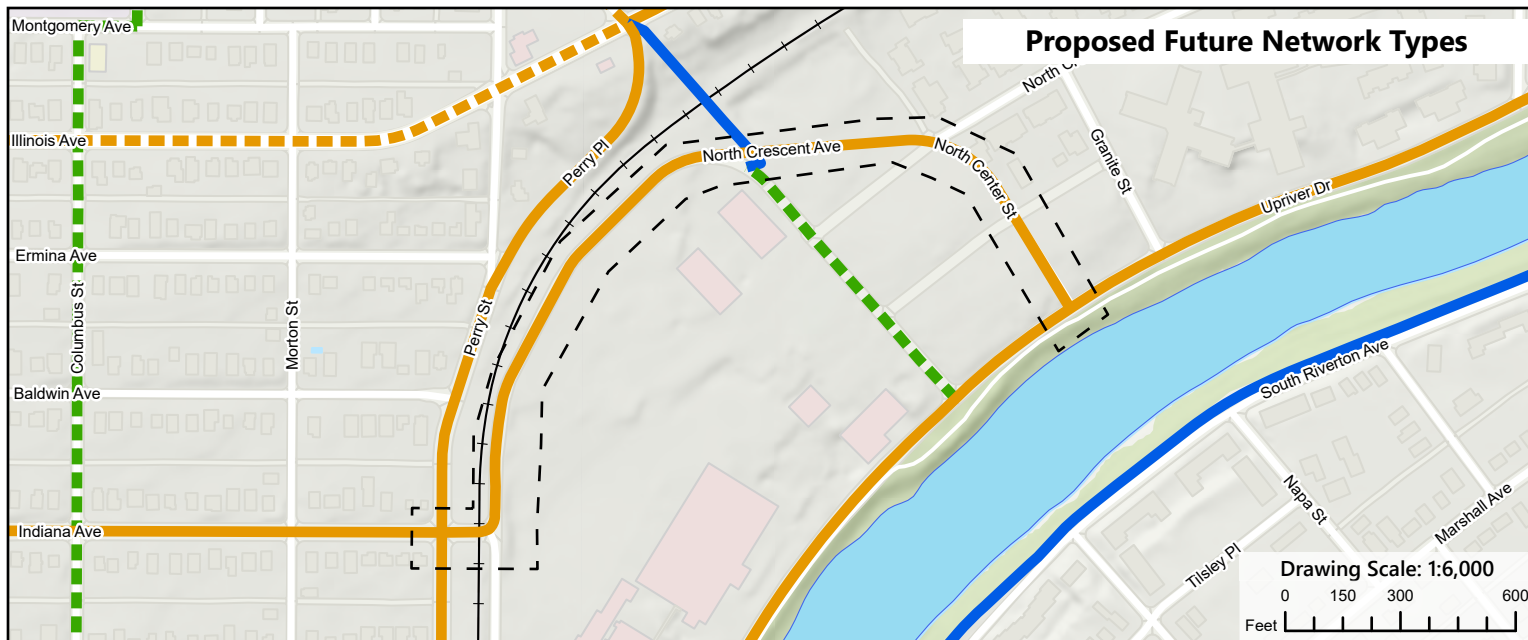 Montgomery Ave
Proposed Future Network Types
North C
Illinois Ave
Perry Pl
North Crescent Ave
North Center St
Granite St
Upriver Dr
Ermina Ave
Columbus St
Morton St
Perry St
Baldwin Ave
South Riverton Ave
Indiana Ave
Napa St
Marshall Ave
Tilsley Pl
Drawing Scale: 1:6,000
0 150 300 600
Feet